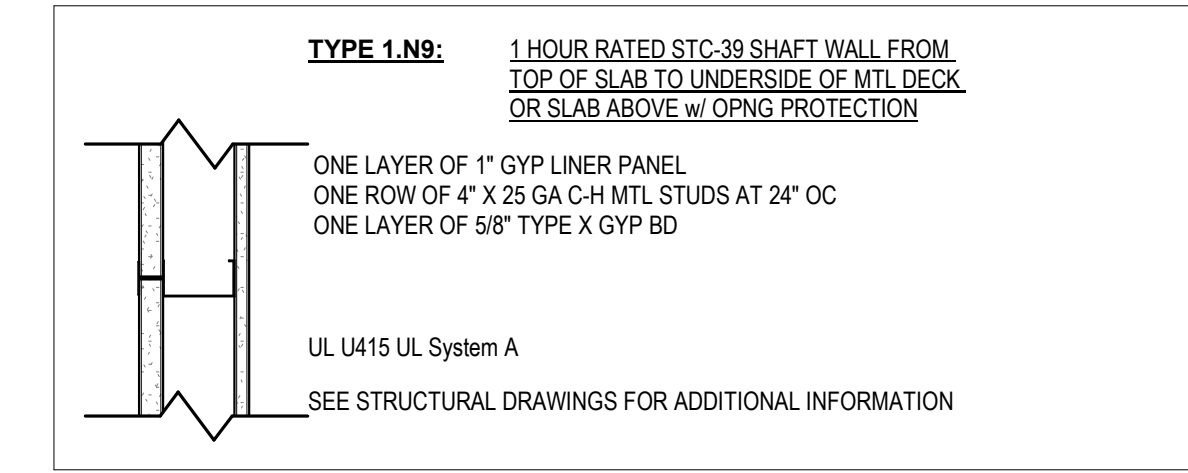 TYPE 1.N9: 1 HOUR RATED STC-39 SHAFT WALL FROM
TOP OF SLAB TO UNDERSIDE OF MTL DECK
OR SLAB ABOVE w/ OPNG PROTECTION
ONE LAYER OF 1" GYP LINER PANEL
ONE ROW OF 4" X 25 GA C-H MTL STUDS AT 24" OC
ONE LAYER OF 5/8" TYPE X GYP BD
UL U415 UL System A
SEE STRUCTURAL DRAWINGS FOR ADDITIONAL INFORMATION